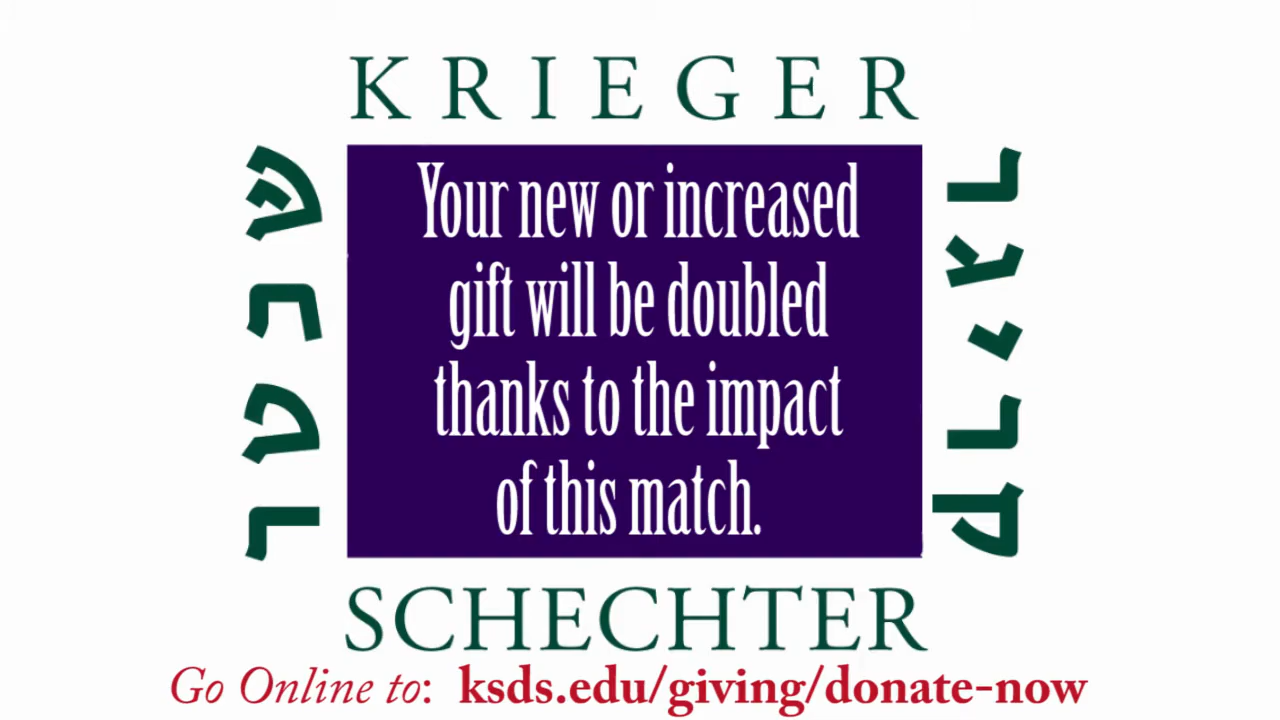 KRIEGER
שכטר
Your new or increased
gift will be doubled
thanks to the impact
of this match.
קריגר
SCHECHTER
Go Online to: ksds.edu/giving/donate-now